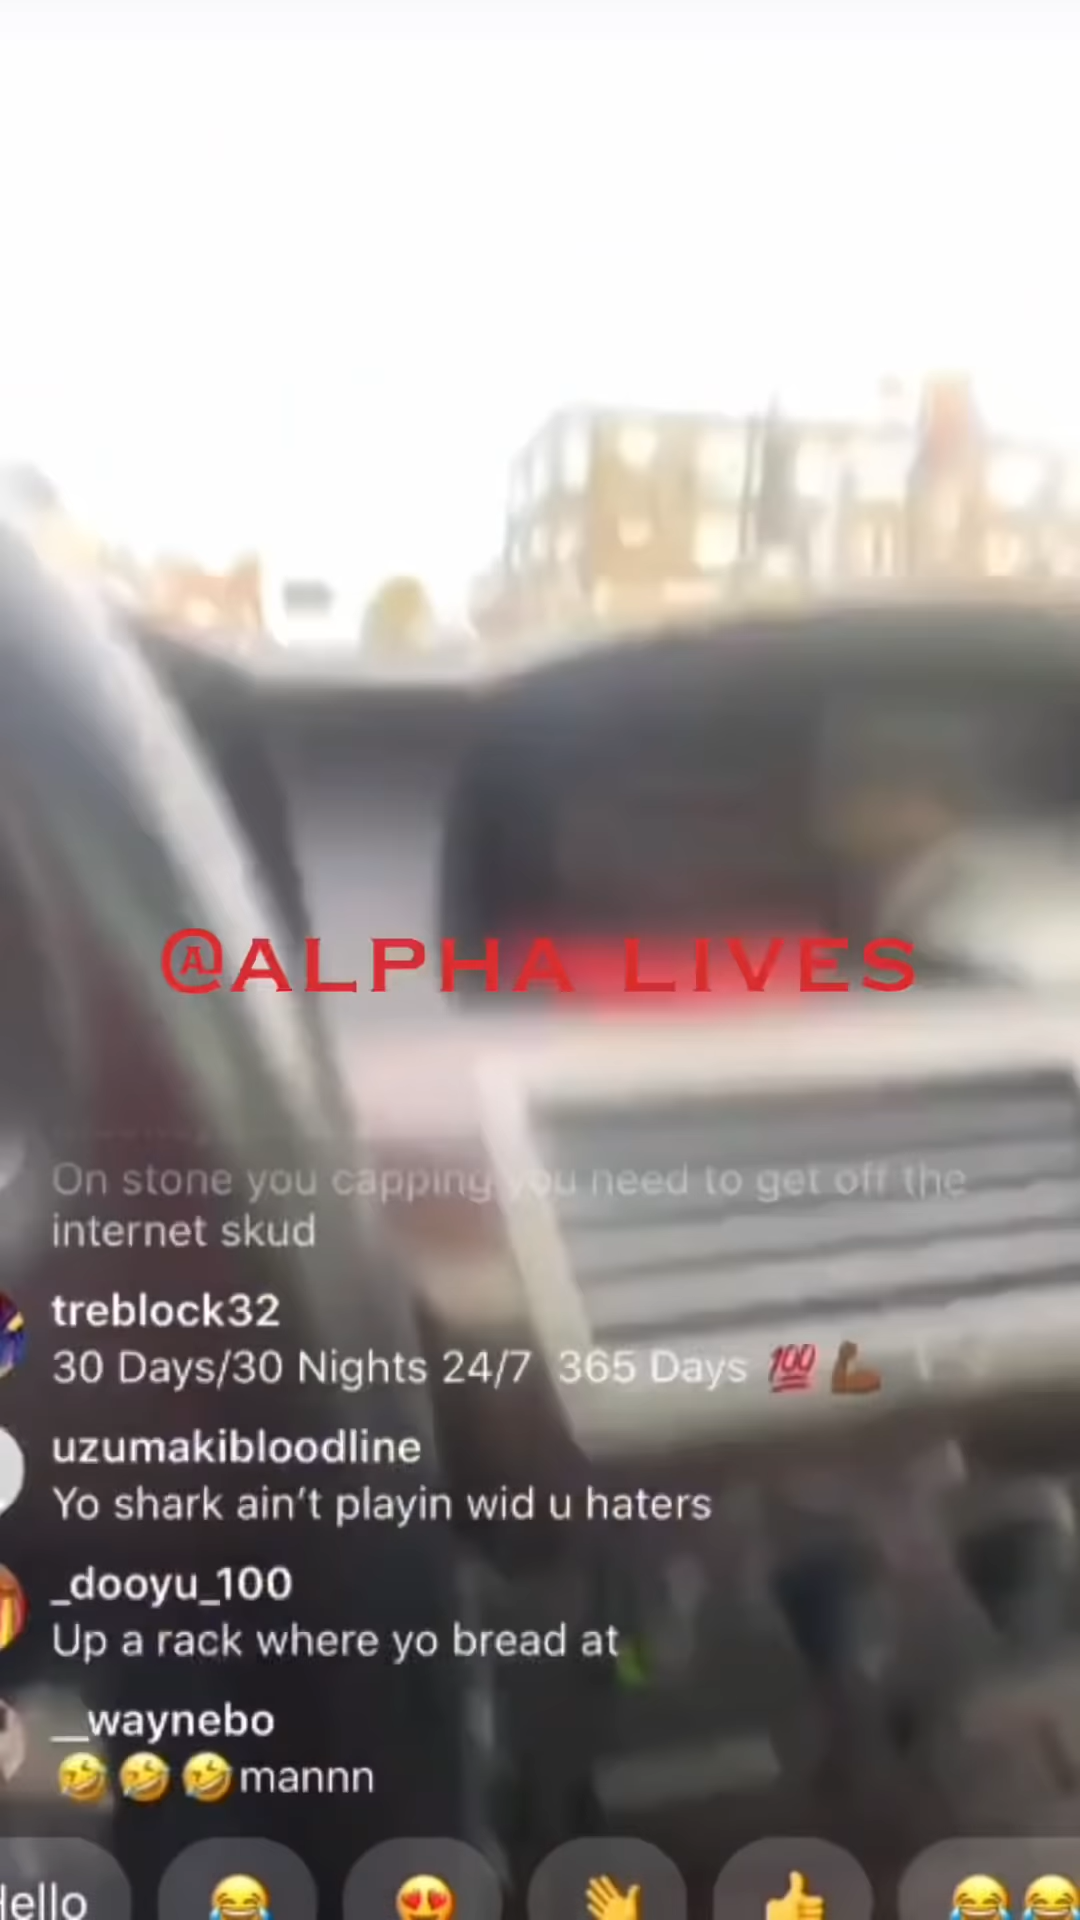 @ALPHA LIVES
On stone you capping you need to get off the
internet skud
treblock32
30 Days/30 Nights 24/7 365 Days 💯 💪🏾
uzumakibloodline
Yo shark ain't playin wid u haters
_dooyu_100
Up a rack where yo bread at
__waynebo
🤣🤣🤣mannn
Hello 😂 😍 👋 👍 😂😂